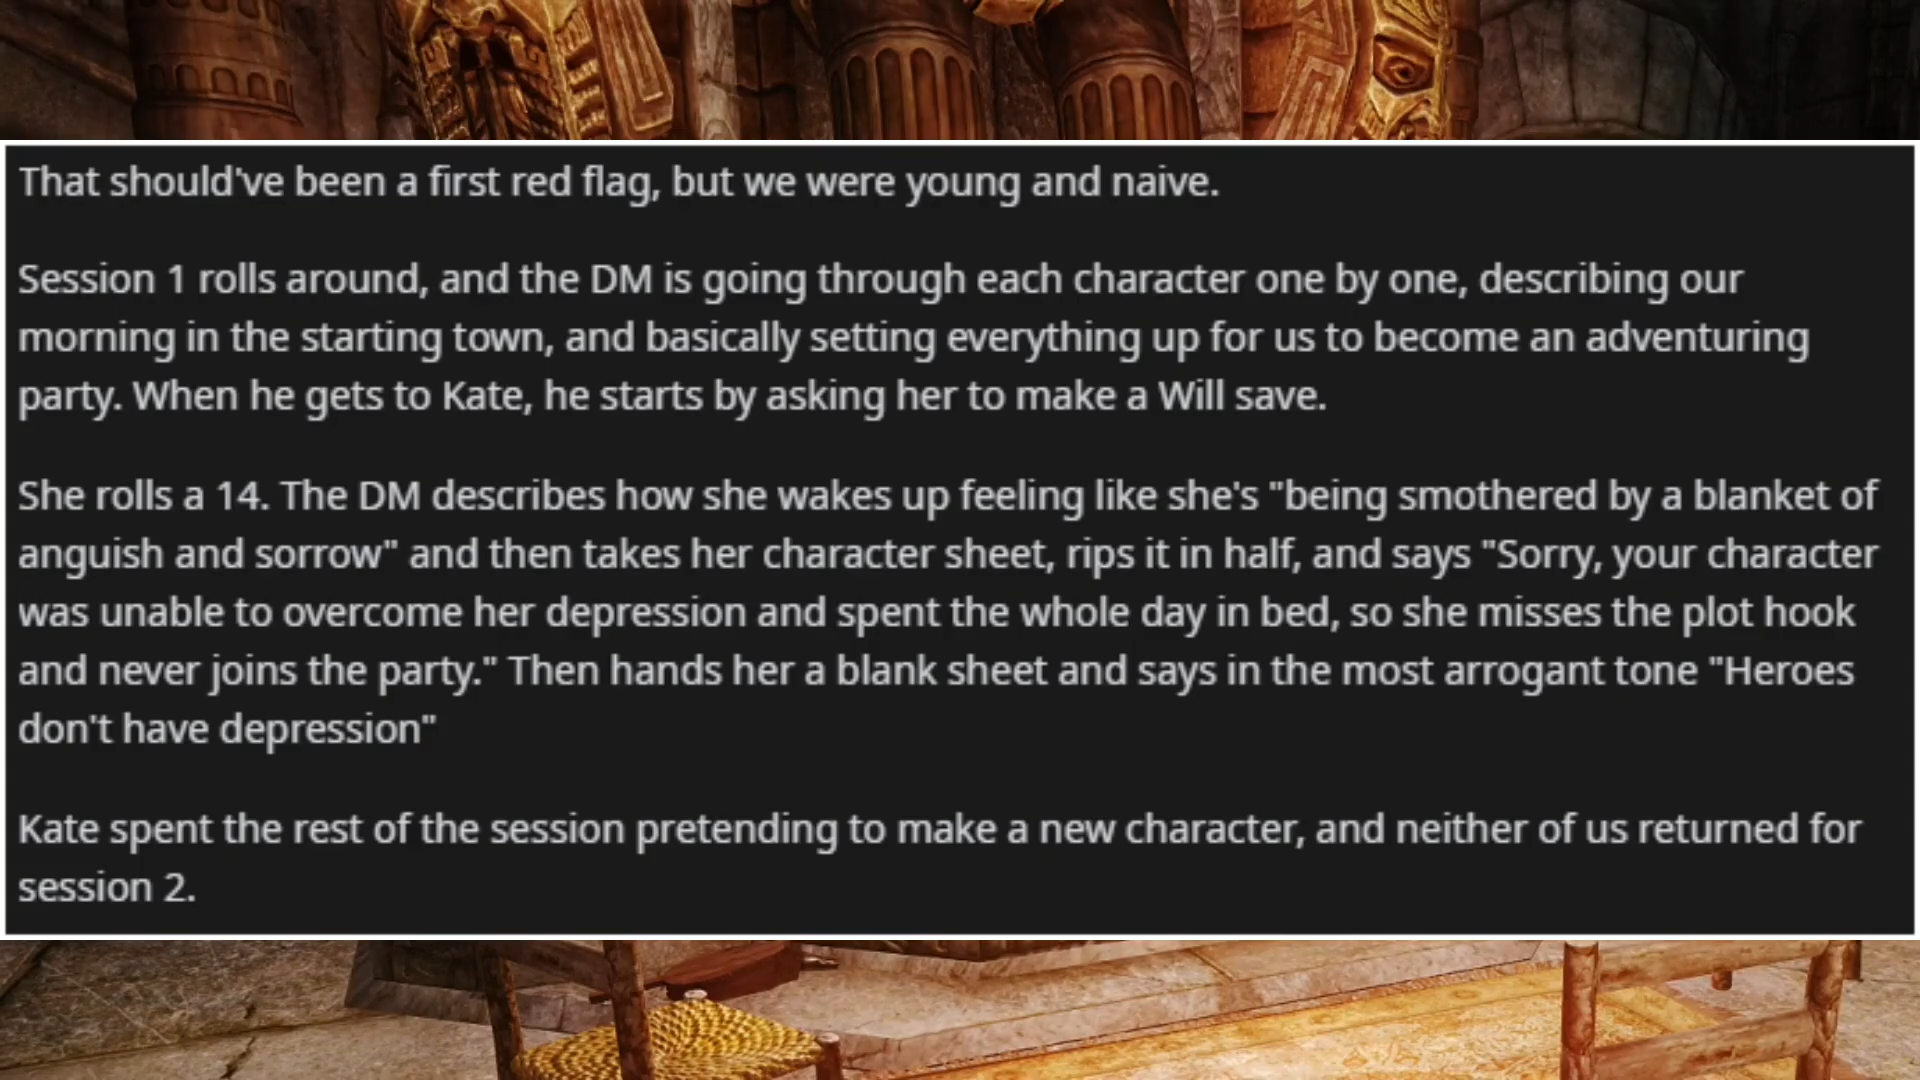 That should've been a first red flag, but we were young and naive.
Session 1 rolls around, and the DM is going through each character one by one, describing our
morning in the starting town, and basically setting everything up for us to become an adventuring
party. When he gets to Kate, he starts by asking her to make a Will save.
She rolls a 14. The DM describes how she wakes up feeling like she's "being smothered by a blanket of
anguish and sorrow" and then takes her character sheet, rips it in half, and says "Sorry, your character
was unable to overcome her depression and spent the whole day in bed, so she misses the plot hook
and never joins the party." Then hands her a blank sheet and says in the most arrogant tone "Heroes
don't have depression"
Kate spent the rest of the session pretending to make a new character, and neither of us returned for
session 2.